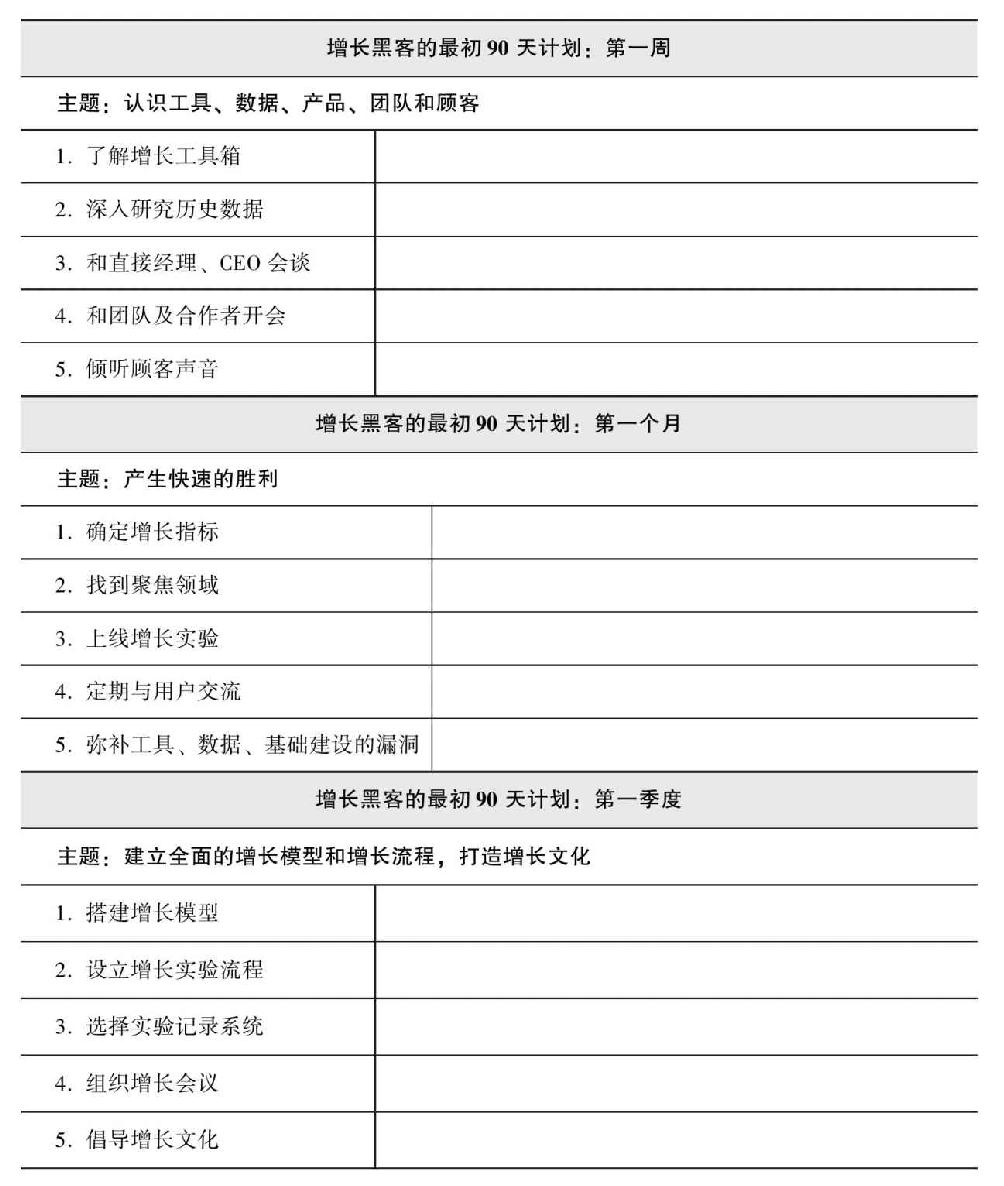 增长黑客的最初 90 天计划：第一周
主题：认识工具、数据、产品、团队和顾客
1. 了解增长工具箱
2. 深入研究历史数据
3. 和直接经理、CEO 会谈
4. 和团队及合作者开会
5. 倾听顾客声音
增长黑客的最初 90 天计划：第一个月
主题：产生快速的胜利
1. 确定增长指标
2. 找到聚焦领域
3. 上线增长实验
4. 定期与用户交流
5. 弥补工具、数据、基础建设的漏洞
增长黑客的最初 90 天计划：第一季度
主题：建立全面的增长模型和增长流程，打造增长文化
1. 搭建增长模型
2. 设立增长实验流程
3. 选择实验记录系统
4. 组织增长会议
5. 倡导增长文化